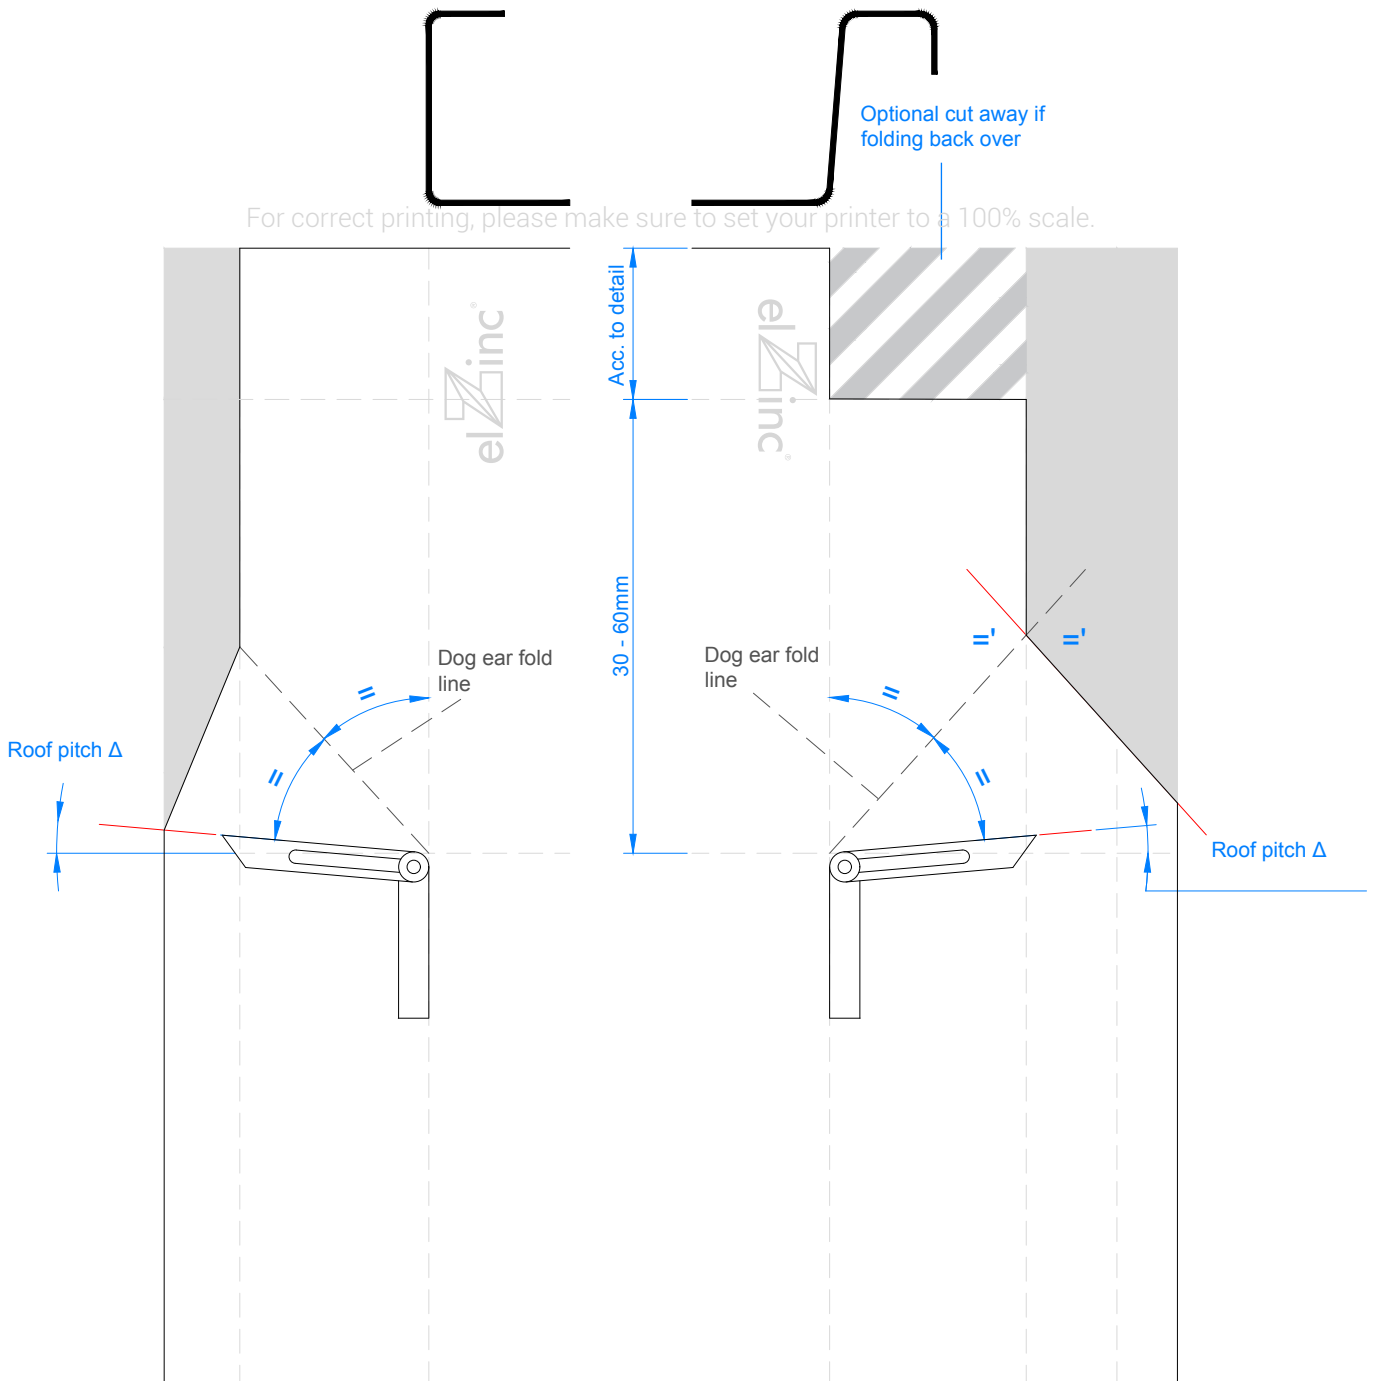 Optional cut away if
folding back over
For correct printing, please make sure to set your printer to a 100% scale.
Acc. to detail
elZinc®
elZinc®
30 - 60mm
='
='
Dog ear fold
line
Dog ear fold
line
=
=
=
=
Roof pitch Δ
Roof pitch Δ